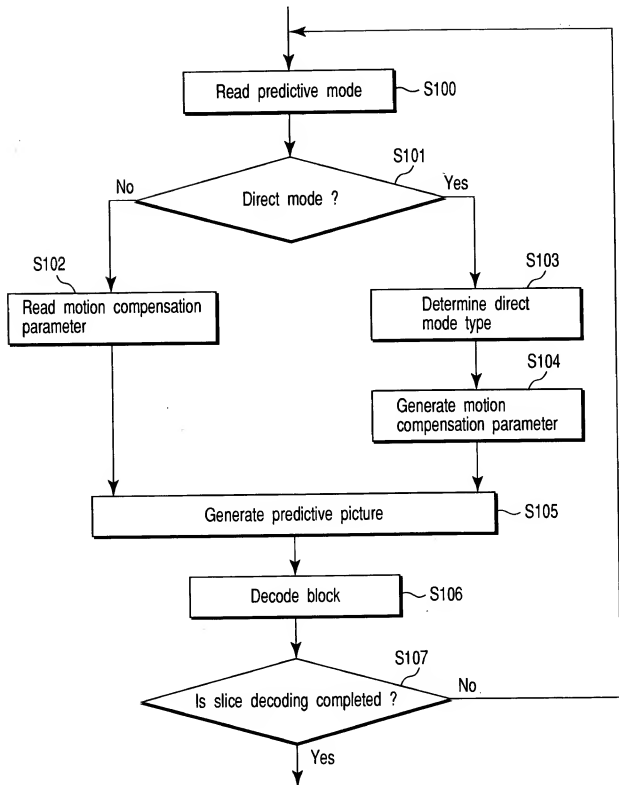 Read predictive mode
S100
S101
No
Direct mode ?
Yes
S102
Read motion compensation
parameter
S103
Determine direct
mode type
S104
Generate motion
compensation parameter
Generate predictive picture
S105
Decode block
S106
S107
Is slice decoding completed ?
No
Yes